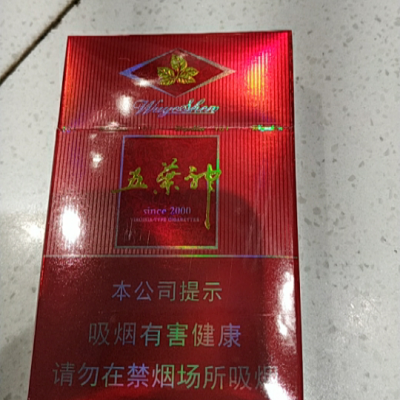 WuyeShen
五葉神
since 2000
本公司提示
吸烟有害健康
请勿在禁烟场所吸烟